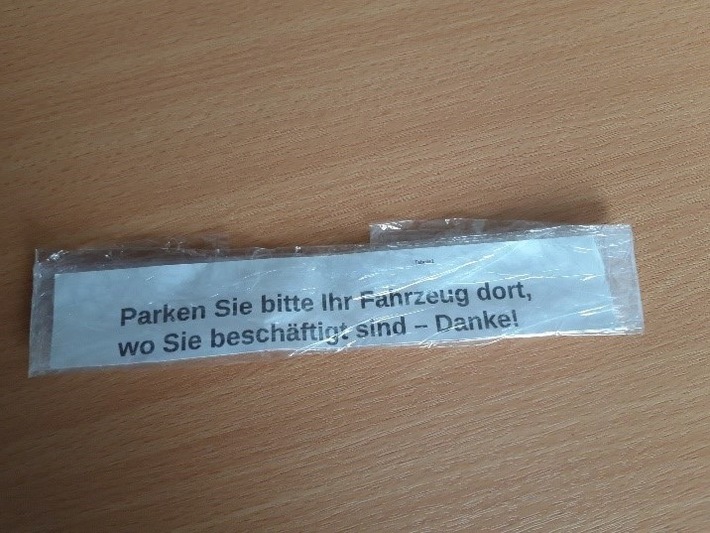 Parken Sie bitte Ihr Fahrzeug dort,
wo Sie beschäftigt sind – Danke!